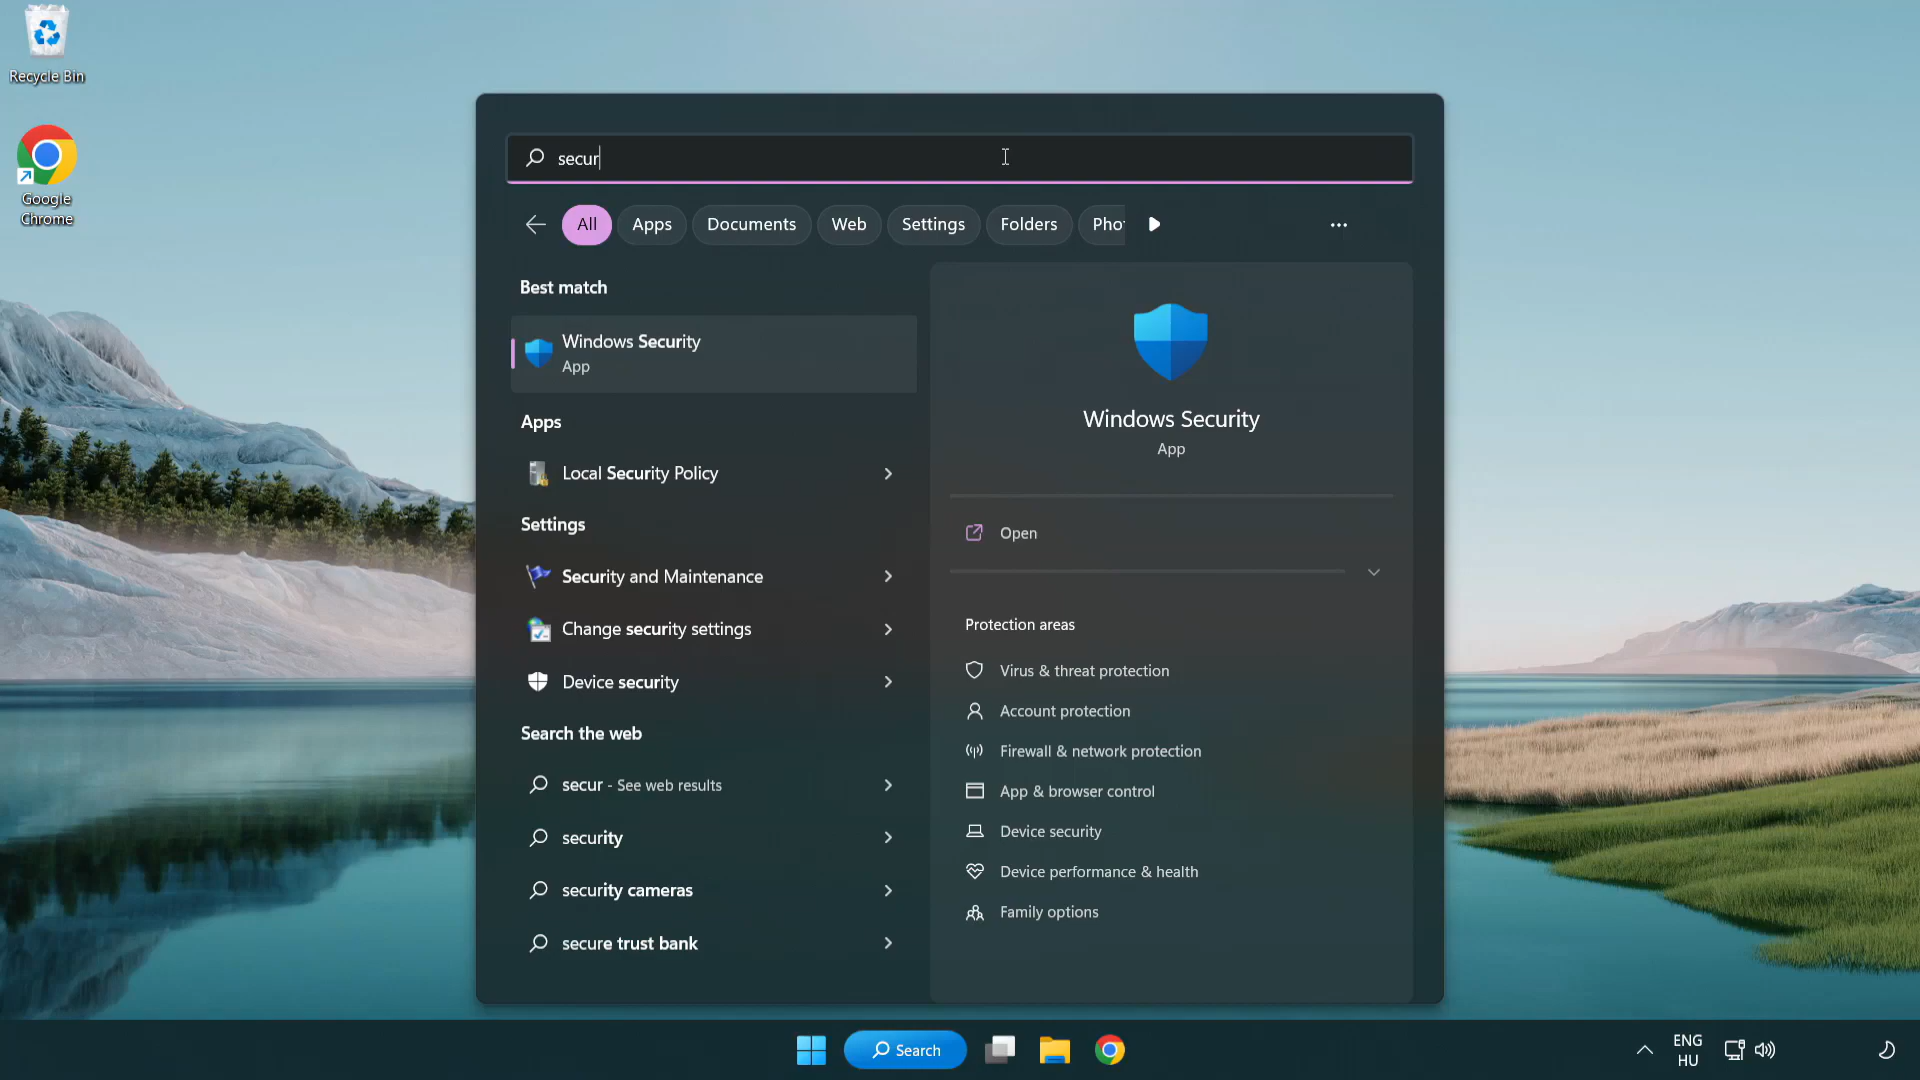 Recycle Bin
Google
Chrome
secur
All
Apps
Documents
Web
Settings
Folders
Phot
Best match
Windows Security
App
Apps
Local Security Policy
Settings
Security and Maintenance
Change security settings
Device security
Search the web
secur - See web results
security
security cameras
secure trust bank
Windows Security
App
Open
Protection areas
Virus & threat protection
Account protection
Firewall & network protection
App & browser control
Device security
Device performance & health
Family options
Search
ENG
HU